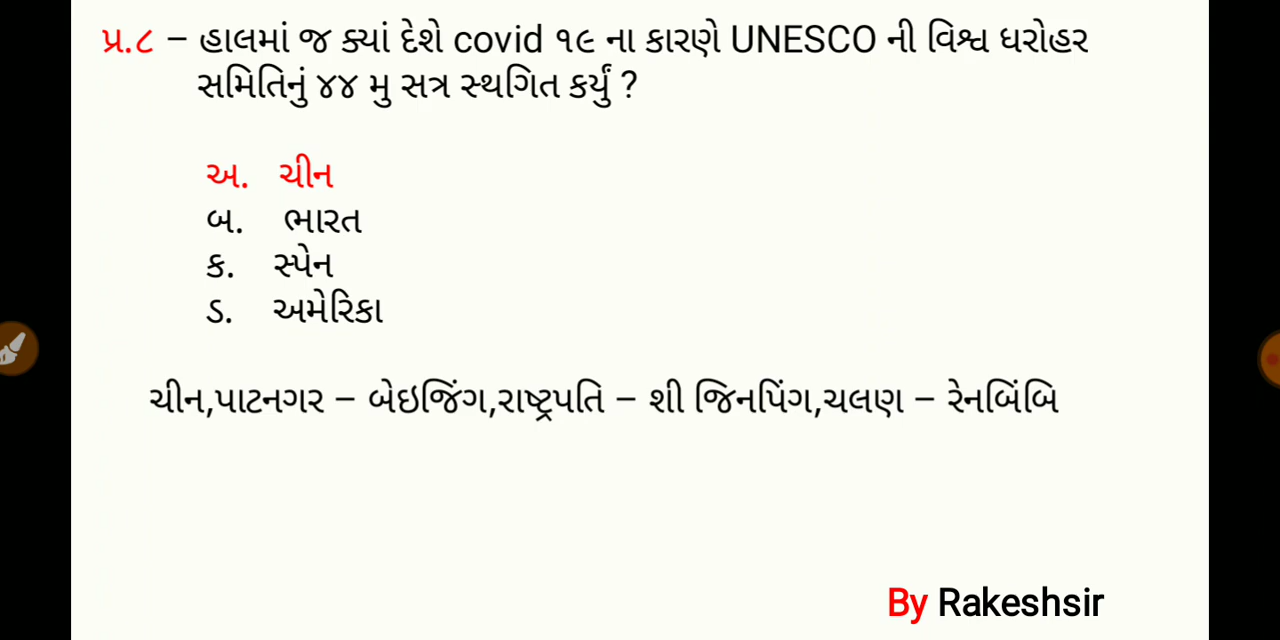 પ્ર.૮ – હાલમાં જ ક્યાં દેશે covid ૧૯ ના કારણે UNESCO ની વિશ્વ ધરોહર
સમિતિનું ૪૪ મુ સત્ર સ્થગિત કર્યું ?
અ. ચીન
બ. ભારત
ક. સ્પેન
ડ. અમેરિકા
ચીન,પાટનગર – બેઇજિંગ,રાષ્ટ્રપતિ – શી જિનપિંગ,ચલણ – રેનબિંબિ
By Rakeshsir